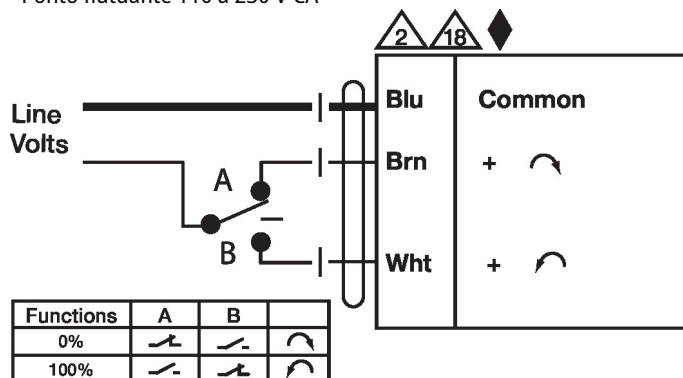 Ponto flutuante 110 a 230 V CA
2 18
Line Volts
Blu Common
Brn +
Wht +
A
B
Functions A B
0%
100%